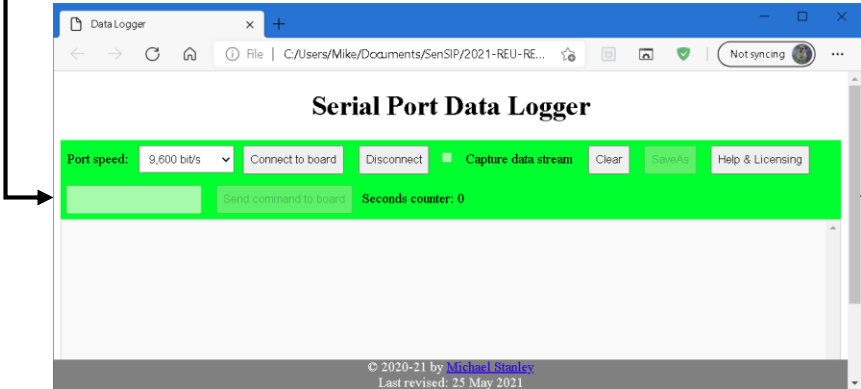 Data Logger
File | C:/Users/Mike/Documents/SenSIP/2021-REU-RE... Not syncing
Serial Port Data Logger
Port speed: 9,600 bit/s Connect to board Disconnect Capture data stream Clear SaveAs Help & Licensing
Send command to board Seconds counter: 0
© 2020-21 by Michael Stanley
Last revised: 25 May 2021